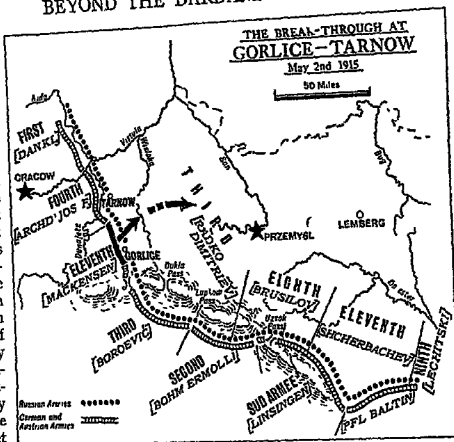 BEYOND THE
THE BREAK-THROUGH AT
GORLICE–TARNOW
May 2nd 1915
50 Miles
FIRST
[DANKL]
CRACOW
FOURTH
[ARCHD' JOS F]
TARNOW
Vistula
Wisloka
San
Bug
THIRD
[RADKO
DIMITRIEV]
PRZEMYSL
LEMBERG
Dunajetz
GORLICE
ELEVENTH
[MACKENSEN]
Dukla
Pass
Lupkow
Pass
Uzsok
Pass
EIGHTH
[BRUSILOV]
ELEVENTH
[SHCHERBACHEV]
NINTH
[LECHITSKI]
THIRD
[BOROEVIC]
SECOND
[BOHM ERMOLLI]
SUD ARMEE
[LINSINGEN]
[PFL BALTIN]
Russian Armies
German and
Austrian Armies